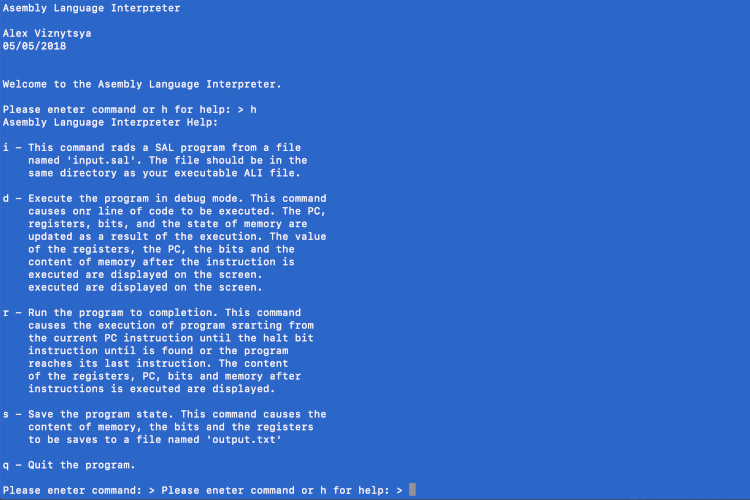 Asembly Language Interpreter
Alex Viznytsya
05/05/2018
Welcome to the Asembly Language Interpreter.
Please eneter command or h for help: > h
Asembly Language Interpreter Help:
i – This command rads a SAL program from a file
named 'input.sal'. The file should be in the
same directory as your executable ALI file.
d – Execute the program in debug mode. This command
causes onr line of code to be executed. The PC,
registers, bits, and the state of memory are
updated as a result of the execution. The value
of the registers, the PC, the bits and the
content of memory after the instruction is
executed are displayed on the screen.
executed are displayed on the screen.
r – Run the program to completion. This command
causes the execution of program srarting from
the current PC instruction until the halt bit
instruction until is found or the program
reaches its last instruction. The content
of the registers, PC, bits and memory after
instructions is executed are displayed.
s – Save the program state. This command causes the
content of memory, the bits and the registers
to be saves to a file named 'output.txt'
q – Quit the program.
Please eneter command: > Please eneter command or h for help: >